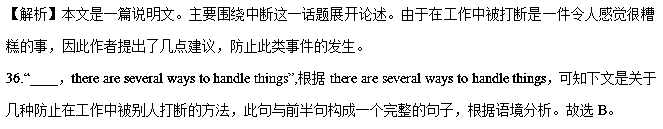 【解析】本文是一篇说明文。主要围绕中断这一话题展开论述。由于在工作中被打断是一件令人感觉很糟
糕的事，因此作者提出了几点建议，防止此类事件的发生。
36.“____，there are several ways to handle things”,根据 there are several ways to handle things，可知下文是关于
几种防止在工作中被别人打断的方法，此句与前半句构成一个完整的句子，根据语境分析。故选 B。